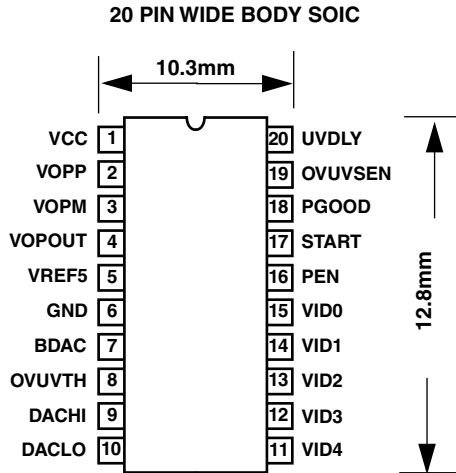 20 PIN WIDE BODY SOIC
10.3mm
VCC 1 20 UVDLY
VOPP 2 19 OVUVSEN
VOPM 3 18 PGOOD
VOPOUT 4 17 START
VREF5 5 16 PEN
GND 6 15 VID0
BDAC 7 14 VID1
OVUVTH 8 13 VID2
DACHI 9 12 VID3
DACLO 10 11 VID4
12.8mm